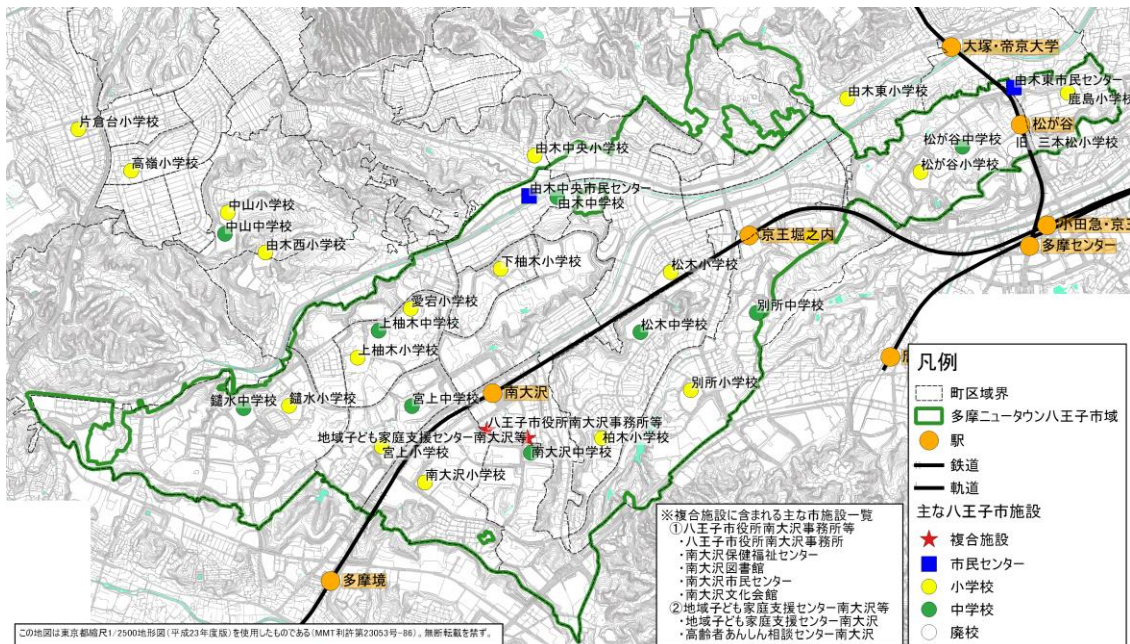 大塚・帝京大学
由木東市民センター
由木東小学校
鹿島小学校
片倉台小学校
松が谷
松が谷中学校
旧 三本松小学校
高嶺小学校
由木中央小学校
松が谷小学校
由木中央市民センター
由木中学校
中山小学校
中山中学校
小田急・京王
京王堀之内
多摩センター
由木西小学校
下柚木小学校
松木小学校
愛宕小学校
別所中学校
上柚木中学校
松木中学校
上柚木小学校
南大沢
別所小学校
鑓水中学校
鑓水小学校
宮上中学校
八王子市役所南大沢事務所等
地域子ども家庭支援センター南大沢等
柏木小学校
宮上小学校
南大沢中学校
南大沢小学校
多摩境
凡例
町区域界
多摩ニュータウン八王子市域
駅
鉄道
軌道
主な八王子市施設
複合施設
市民センター
小学校
中学校
廃校
※複合施設に含まれる主な市施設一覧
①八王子市役所南大沢事務所等
・八王子市役所南大沢事務所
・南大沢保健福祉センター
・南大沢図書館
・南大沢市民センター
・南大沢文化会館
②地域子ども家庭支援センター南大沢等
・地域子ども家庭支援センター南大沢
・高齢者あんしん相談センター南大沢
この地図は東京都縮尺1/2500地形図(平成23年度版)を使用したものである(MMT利許第23053号-86)。無断転載を禁ず。